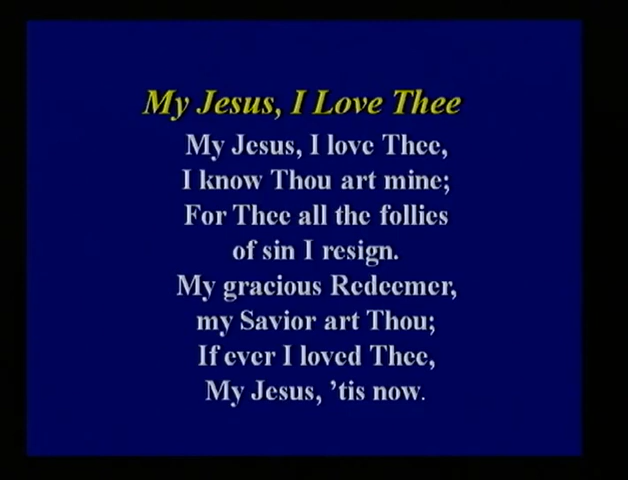 My Jesus, I Love Thee
My Jesus, I love Thee,
I know Thou art mine;
For Thee all the follies
of sin I resign.
My gracious Redeemer,
my Savior art Thou;
If ever I loved Thee,
My Jesus, ’tis now.